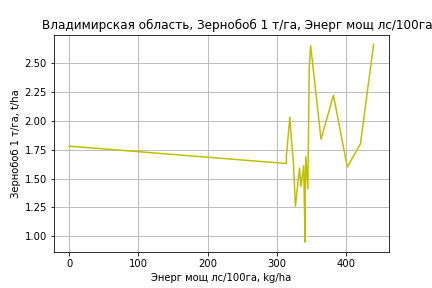 Владимирская область, Зернобоб 1 т/га, Энерг мощ лс/100га
2.50
2.25
2.00
1.75
1.50
1.25
1.00
Зернобоб 1 т/га, t/ha
0 100 200 300 400
Энерг мощ лс/100га, kg/ha